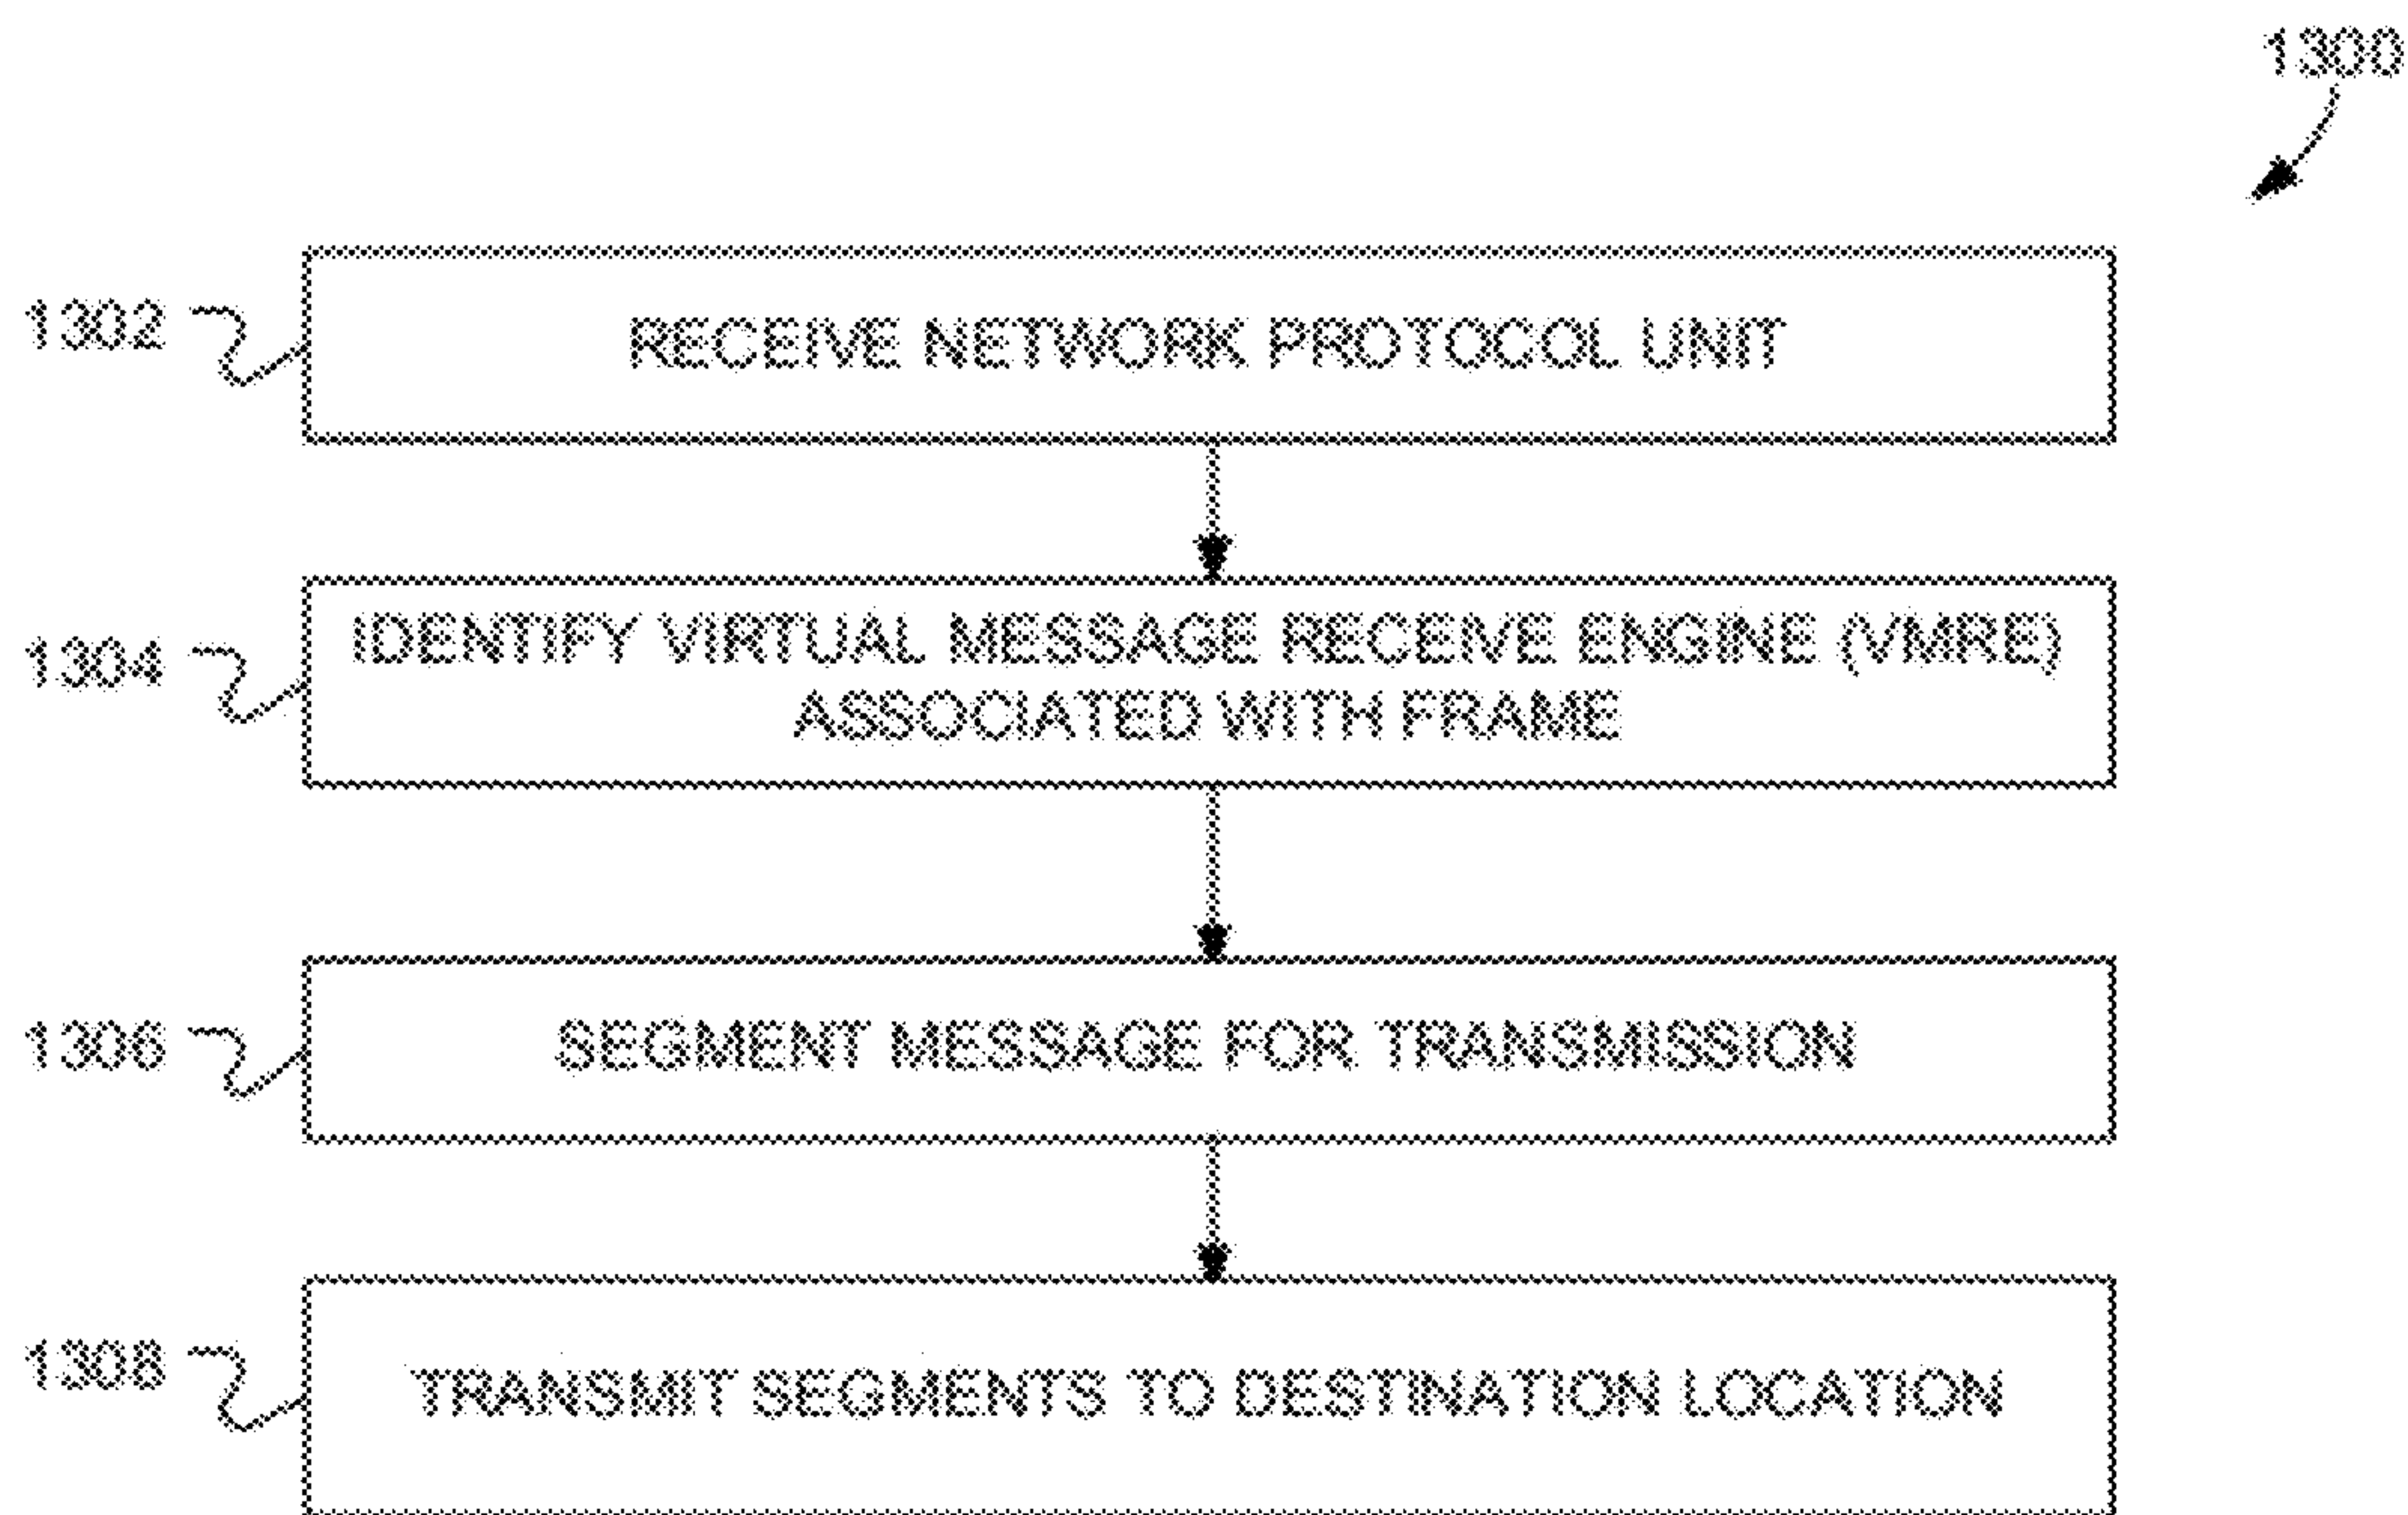 1300
1302
RECEIVE NETWORK PROTOCOL UNIT
1304
IDENTIFY VIRTUAL MESSAGE RECEIVE ENGINE (VMRE)
ASSOCIATED WITH FRAME
1306
SEGMENT MESSAGE FOR TRANSMISSION
1308
TRANSMIT SEGMENTS TO DESTINATION LOCATION